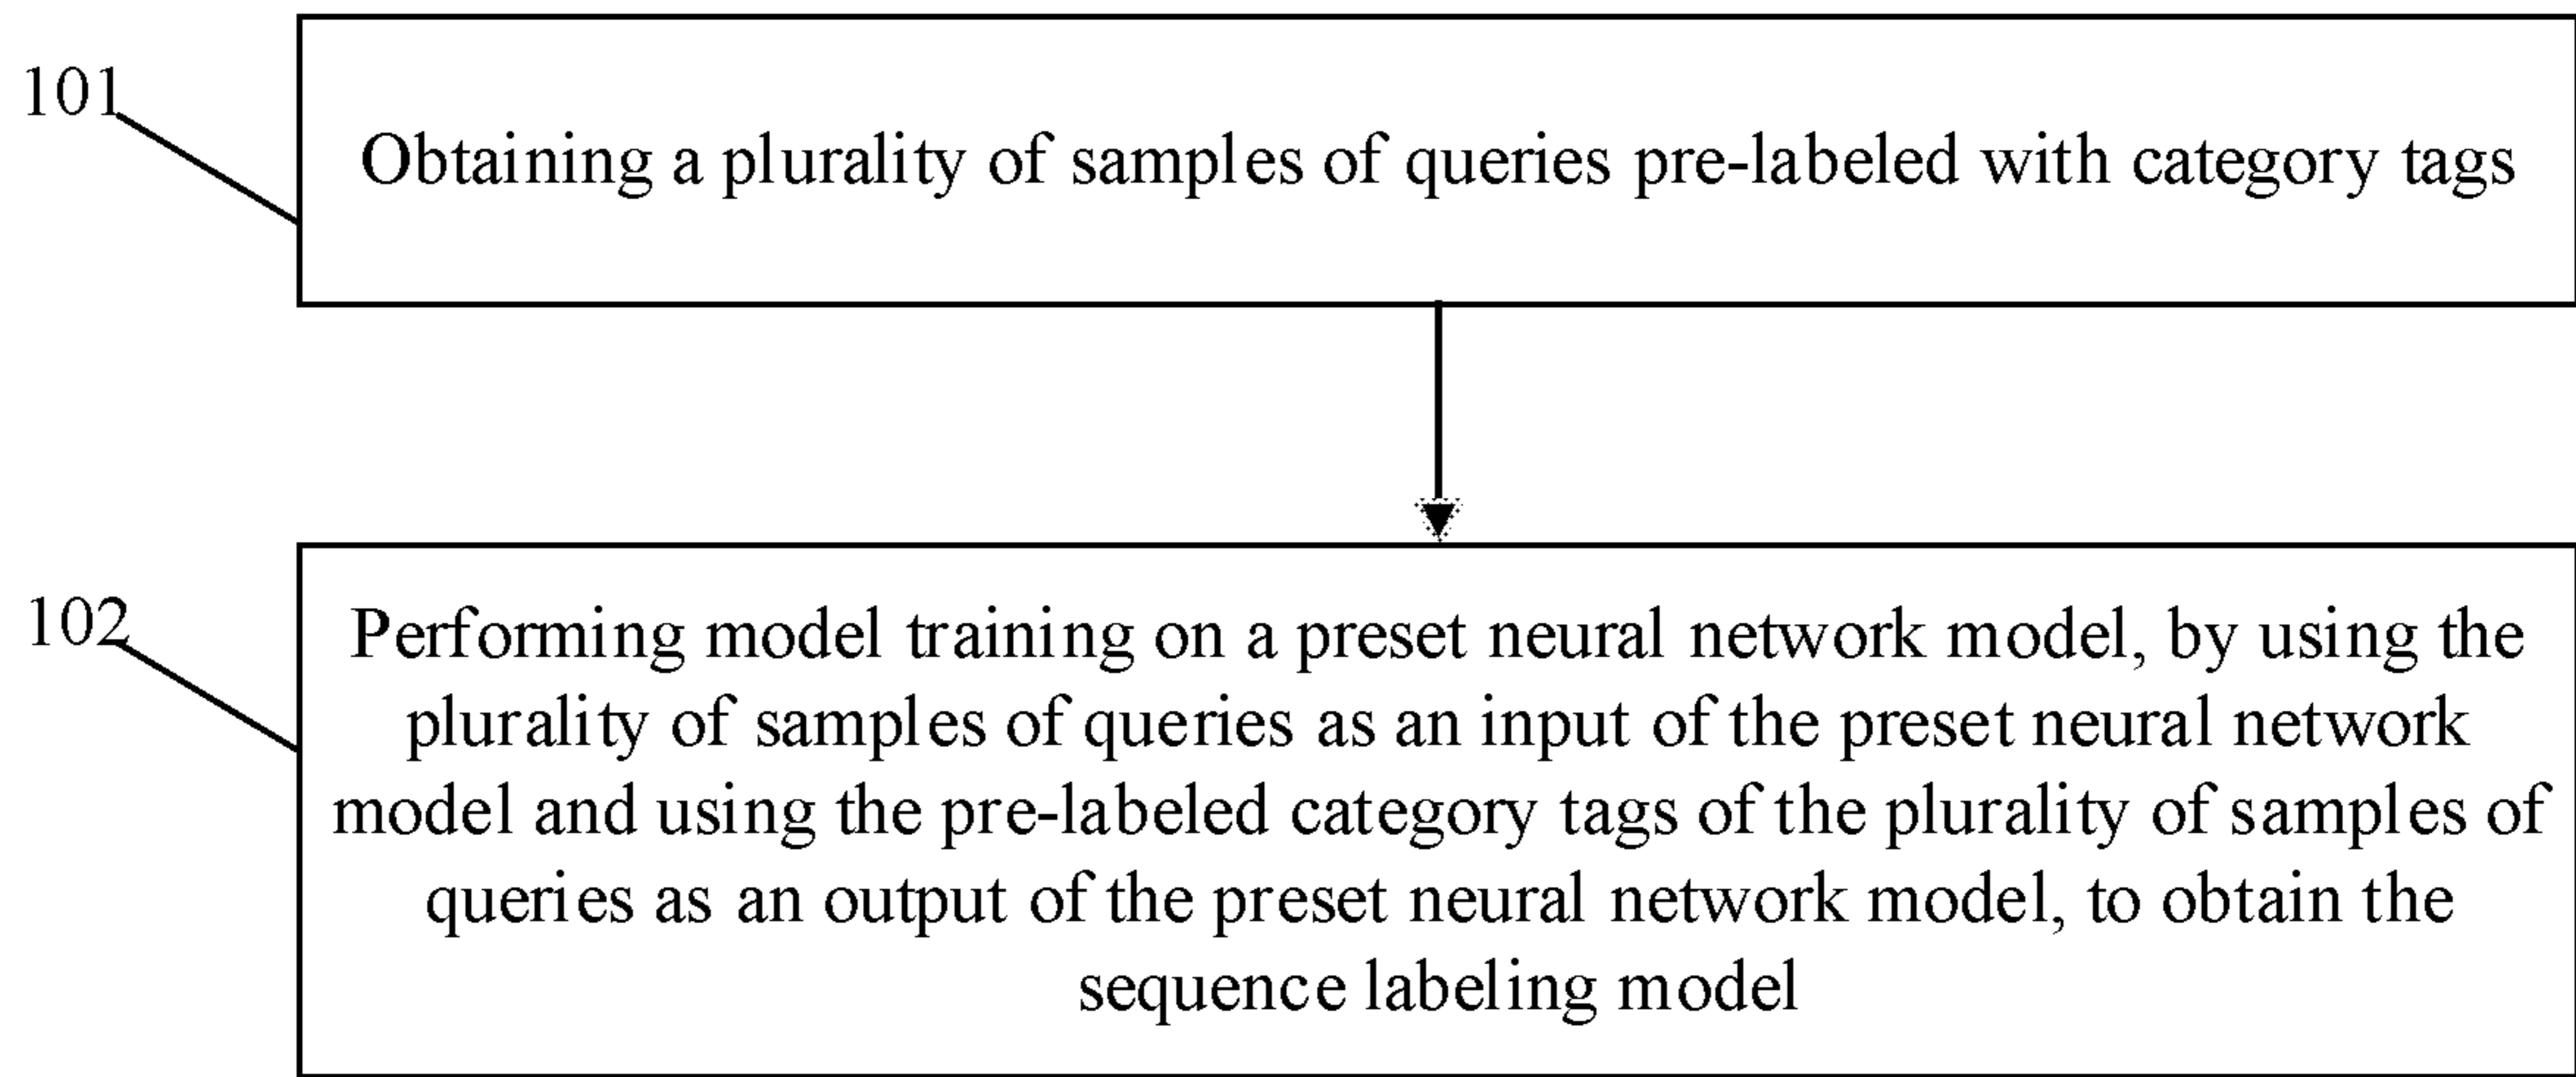 101
Obtaining a plurality of samples of queries pre-labeled with category tags
102
Performing model training on a preset neural network model, by using the
plurality of samples of queries as an input of the preset neural network
model and using the pre-labeled category tags of the plurality of samples of
queries as an output of the preset neural network model, to obtain the
sequence labeling model